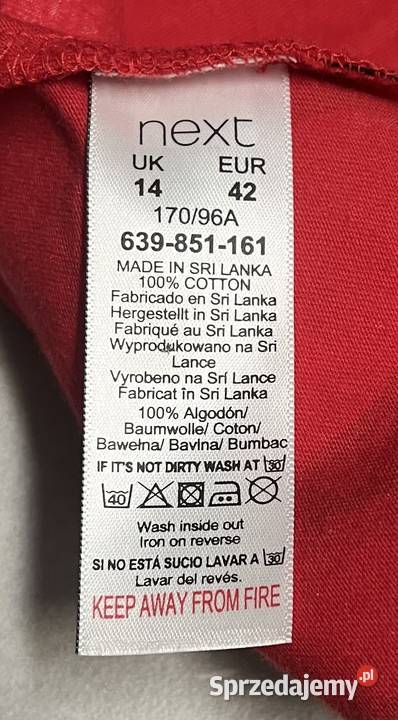 next
UK EUR
14 42
170/96A
639-851-161
MADE IN SRI LANKA
100% COTTON
Fabricado en Sri Lanka
Hergestellt in Sri Lanka
Fabriqué au Sri Lanka
Wyprodukowano na Sri
Lance
Vyrobeno na Srí Lance
Fabricat în Sri Lanka
100% Algodón/
Baumwolle/ Coton/
Bawełna/ Bavlna/ Bumbac
IF IT'S NOT DIRTY WASH AT 30
40
Wash inside out
Iron on reverse
SI NO ESTÁ SUCIO LAVAR A 30
Lavar del revés.
KEEP AWAY FROM FIRE
Sprzedajemy.pl